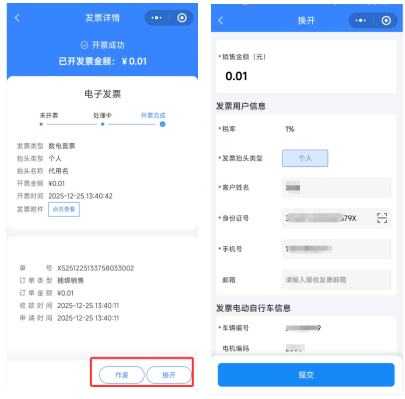 发票详情
开票成功
已开发票金额：￥0.01
电子发票
未开票 处理中 开票完成
发票类型 数电普票
抬头类型 个人
抬头名称 代用名
开票金额 ¥0.01
开票时间 2025-12-25 13:40:42
发票附件 点击查看
单 号 XS251225133758033002
订单类型 捆绑销售
订单金额 ¥0.01
收款时间 2025-12-25 13:40:11
申请时间 2025-12-25 13:40:11
作废 换开
换开
*销售金额（元）
0.01
发票用户信息
*税率 1%
*发票抬头类型 个人
*客户姓名
*身份证号 579X
*手机号
邮箱 请输入接收发票邮箱
发票电动自行车信息
*车辆编号
电机编码
提交